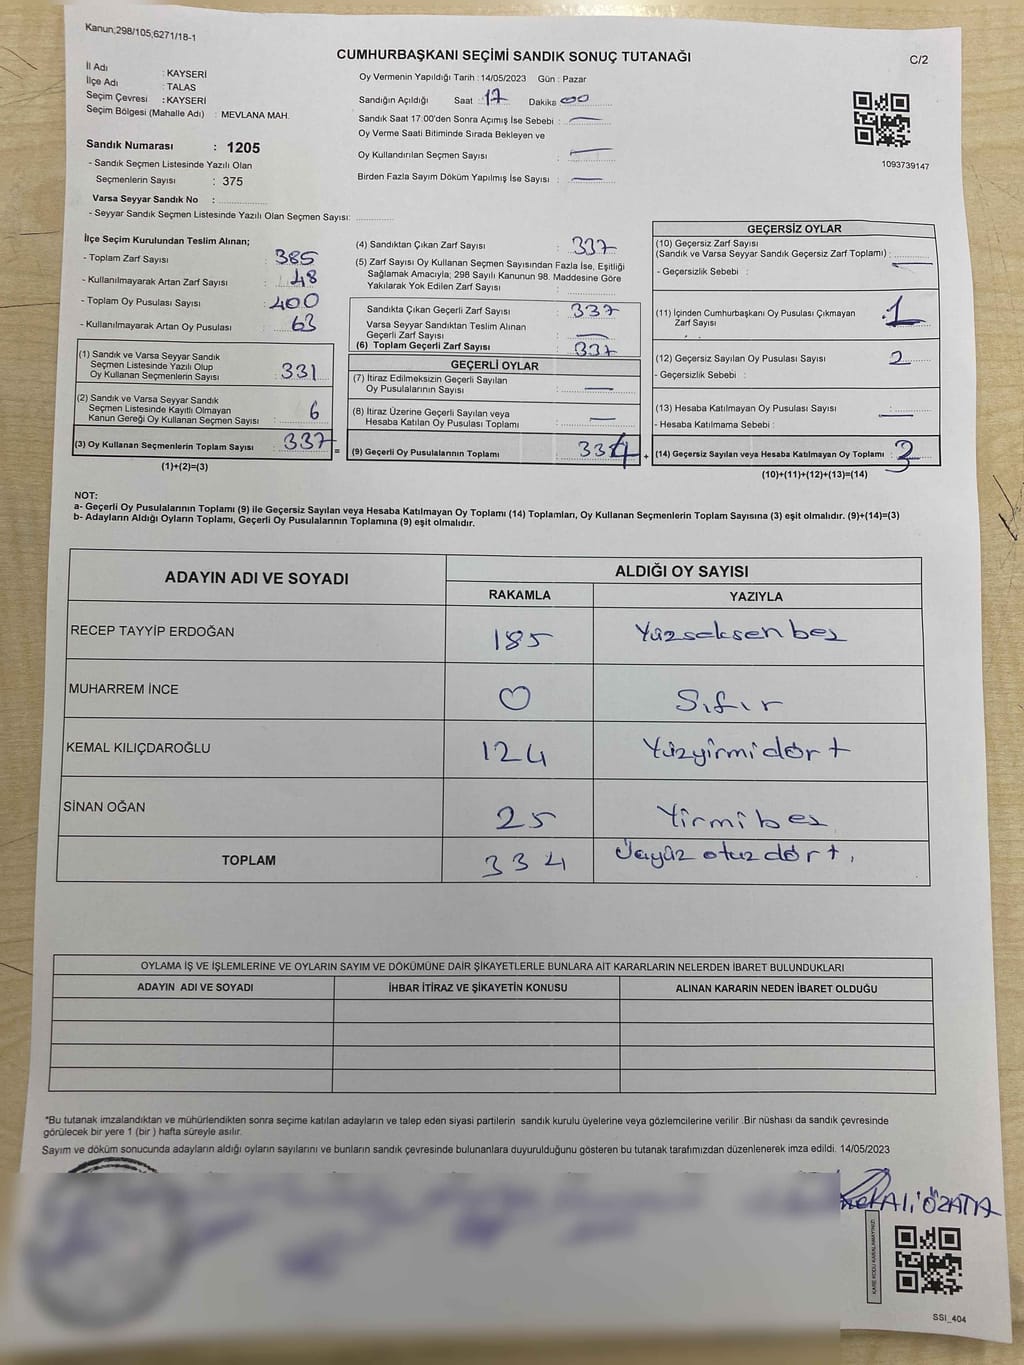 Kanun;298/105;6271/18-1
CUMHURBAŞKANI SEÇİMİ SANDIK SONUÇ TUTANAĞI
C/2
İl Adı : KAYSERİ
İlçe Adı : TALAS
Seçim Çevresi : KAYSERİ
Seçim Bölgesi (Mahalle Adı) : MEVLANA MAH.
Sandık Numarası : 1205
- Sandık Seçmen Listesinde Yazılı Olan
Seçmenlerin Sayısı : 375
Varsa Seyyar Sandık No :
- Seyyar Sandık Seçmen Listesinde Yazılı Olan Seçmen Sayısı:
Oy Vermenin Yapıldığı Tarih : 14/05/2023 Gün : Pazar
Sandığın Açıldığı Saat : 17 Dakika 00
Sandık Saat 17:00'den Sonra Açımış İse Sebebi : —
Oy Verme Saati Bitiminde Sırada Bekleyen ve
Oy Kullandırılan Seçmen Sayısı : —
Birden Fazla Sayım Döküm Yapılmış İse Sayısı : —
1093739147
İlçe Seçim Kurulundan Teslim Alınan;
- Toplam Zarf Sayısı : 385
- Kullanılmayarak Artan Zarf Sayısı : 48
- Toplam Oy Pusulası Sayısı : 400
- Kullanılmayarak Artan Oy Pusulası : 63
(1) Sandık ve Varsa Seyyar Sandık
Seçmen Listesinde Yazılı Olup
Oy Kullanan Seçmenlerin Sayısı : 331
(2) Sandık ve Varsa Seyyar Sandık
Seçmen Listesinde Kayıtlı Olmayan
Kanun Gereği Oy Kullanan Seçmen Sayısı : 6
(3) Oy Kullanan Seçmenlerin Toplam Sayısı : 337
(1)+(2)=(3)
=
(4) Sandıktan Çıkan Zarf Sayısı : 337
(5) Zarf Sayısı Oy Kullanan Seçmen Sayısından Fazla İse, Eşitliği
Sağlamak Amacıyla; 298 Sayılı Kanunun 98. Maddesine Göre
Yakılarak Yok Edilen Zarf Sayısı :
Sandıkta Çıkan Geçerli Zarf Sayısı : 337
Varsa Seyyar Sandıktan Teslim Alınan
Geçerli Zarf Sayısı : —
(6) Toplam Geçerli Zarf Sayısı : 337
GEÇERLİ OYLAR
(7) İtiraz Edilmeksizin Geçerli Sayılan
Oy Pusulalarının Sayısı : —
(8) İtiraz Üzerine Geçerli Sayılan veya
Hesaba Katılan Oy Pusulası Toplamı : —
(9) Geçerli Oy Pusulalarının Toplamı : 334
+
GEÇERSİZ OYLAR
(10) Geçersiz Zarf Sayısı
(Sandık ve Varsa Seyyar Sandık Geçersiz Zarf Toplamı) : —
- Geçersizlik Sebebi :
(11) İçinden Cumhurbaşkanı Oy Pusulası Çıkmayan
Zarf Sayısı : 1
(12) Geçersiz Sayılan Oy Pusulası Sayısı : 2
- Geçersizlik Sebebi :
(13) Hesaba Katılmayan Oy Pusulası Sayısı : —
- Hesaba Katılmama Sebebi :
(14) Geçersiz Sayılan veya Hesaba Katılmayan Oy Toplamı : 3
(10)+(11)+(12)+(13)=(14)
NOT:
a- Geçerli Oy Pusulalarının Toplamı (9) ile Geçersiz Sayılan veya Hesaba Katılmayan Oy Toplamı (14) Toplamları, Oy Kullanan Seçmenlerin Toplam Sayısına (3) eşit olmalıdır. (9)+(14)=(3)
b- Adayların Aldığı Oyların Toplamı, Geçerli Oy Pusulalarının Toplamına (9) eşit olmalıdır.
ADAYIN ADI VE SOYADI ALDIĞI OY SAYISI
RAKAMLA YAZIYLA
RECEP TAYYİP ERDOĞAN 185 Yüzseksenbeş
MUHARREM İNCE 0 Sıfır
KEMAL KILIÇDAROĞLU 124 Yüzyirmidört
SİNAN OĞAN 25 Yirmibeş
TOPLAM 334 Üçyüzotuzdört.
OYLAMA İŞ VE İŞLEMLERİNE VE OYLARIN SAYIM VE DÖKÜMÜNE DAİR ŞİKAYETLERLE BUNLARA AİT KARARLARIN NELERDEN İBARET BULUNDUKLARI
ADAYIN ADI VE SOYADI İHBAR İTİRAZ VE ŞİKAYETİN KONUSU ALINAN KARARIN NEDEN İBARET OLDUĞU
*Bu tutanak imzalandıktan ve mühürlendikten sonra seçime katılan adayların ve talep eden siyasi partilerin sandık kurulu üyelerine veya gözlemcilerine verilir .Bir nüshası da sandık çevresinde
görülecek bir yere 1 (bir ) hafta süreyle asılır.
Sayım ve döküm sonucunda adayların aldığı oyların sayılarını ve bunların sandık çevresinde bulunanlara duyurulduğunu gösteren bu tutanak tarafımızdan düzenlenerek imza edildi. 14/05/2023
KARE KODU KARALAMAYINIZ!
SSI_404